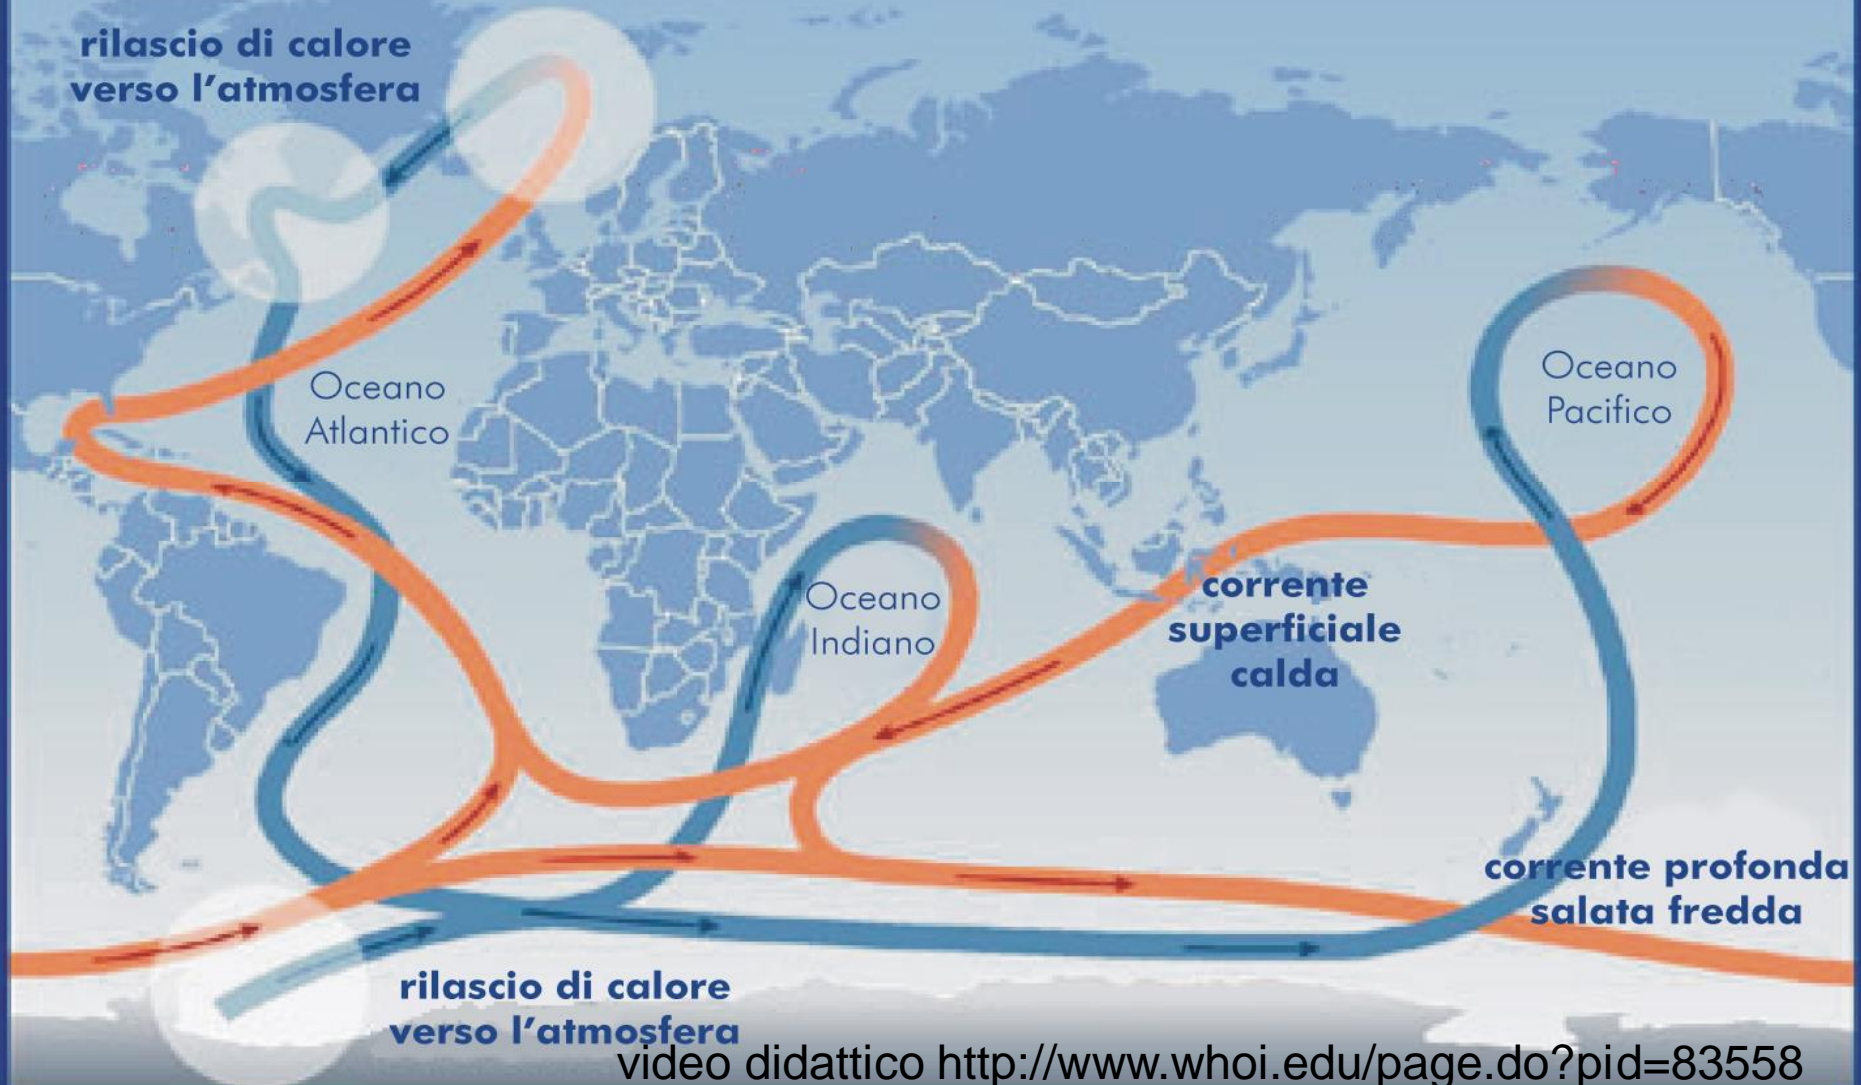 rilascio di calore
verso l'atmosfera
Oceano
Atlantico
Oceano
Pacifico
Oceano
Indiano
corrente
superficiale
calda
corrente profonda
salata fredda
rilascio di calore
verso l'atmosfera
video didattico http://www.whoi.edu/page.do?pid=83558